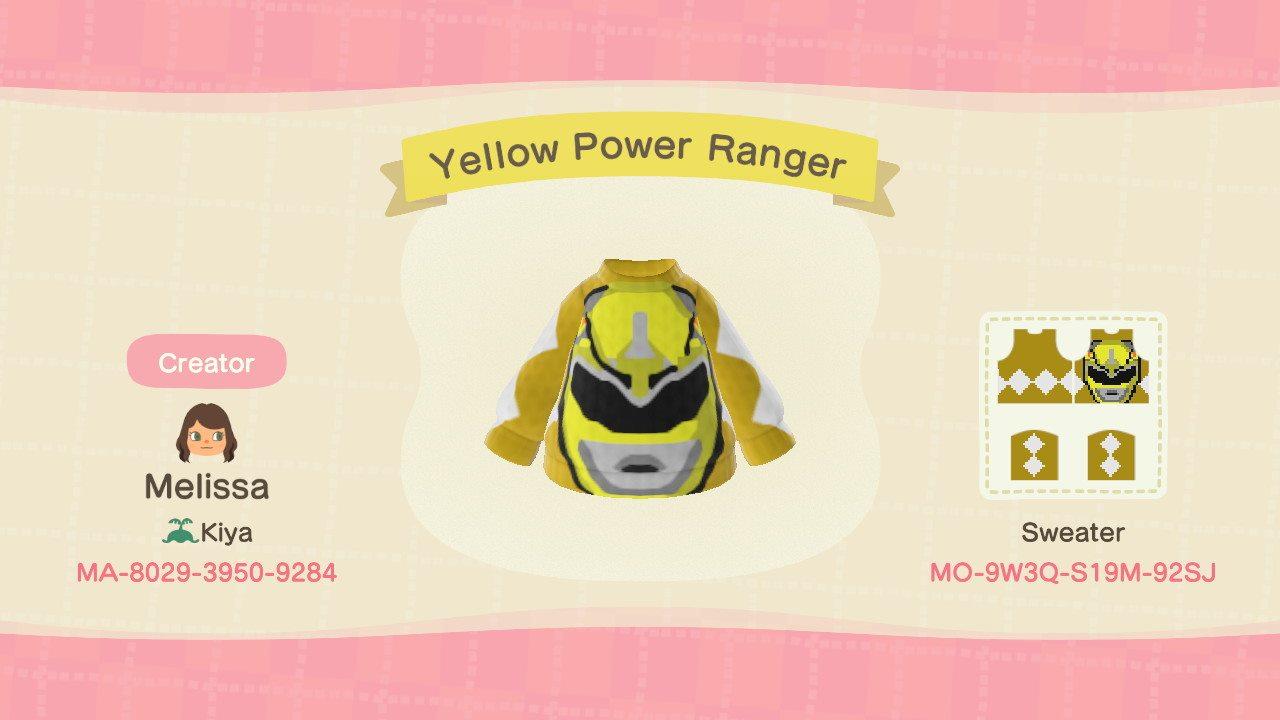 Yellow Power Ranger
Creator
Melissa
Kiya
MA-8029-3950-9284
Sweater
MO-9W3Q-S19M-92SJ